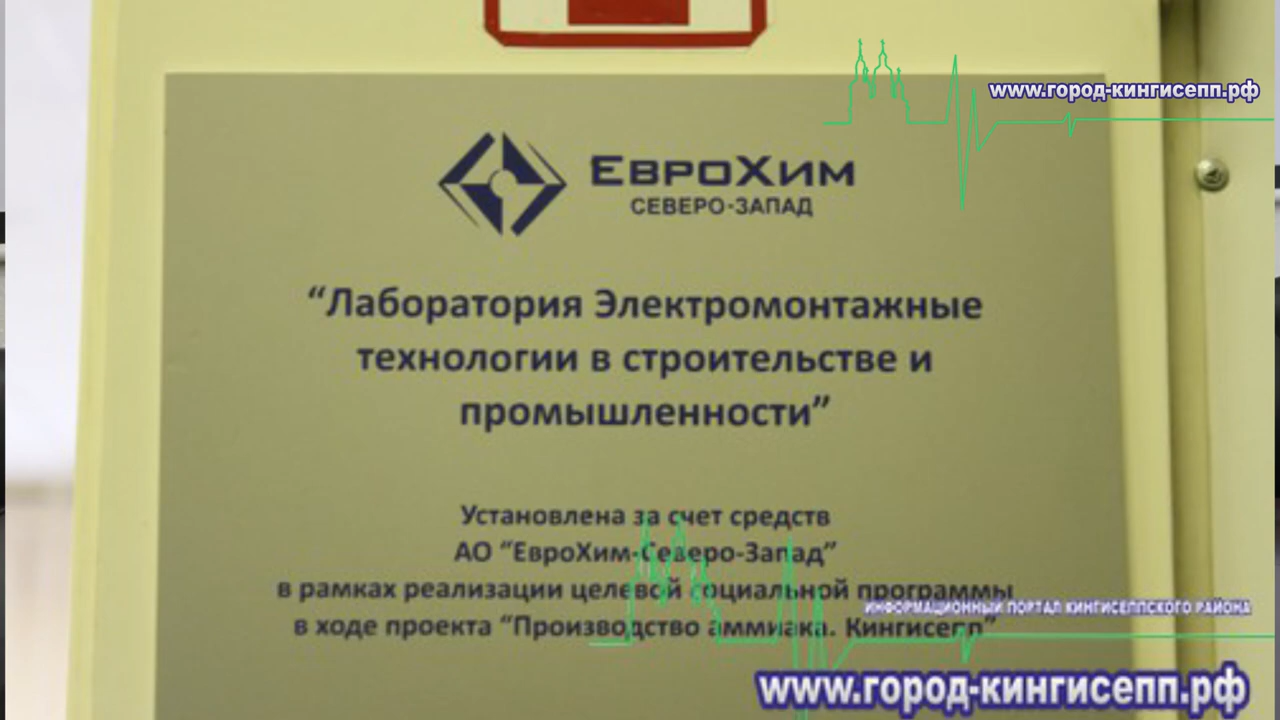 www.город-кингисепп.рф
ЕвроХим
СЕВЕРО-ЗАПАД
“Лаборатория Электромонтажные
технологии в строительстве и
промышленности”
Установлена за счет средств
АО “ЕвроХим-Северо-Запад”
в рамках реализации целевой социальной программы
в ходе проекта “Производство аммиака. Кингисепп”
ИНФОРМАЦИОННЫЙ ПОРТАЛ КИНГИСЕППСКОГО РАЙОНА
www.город-кингисепп.рф